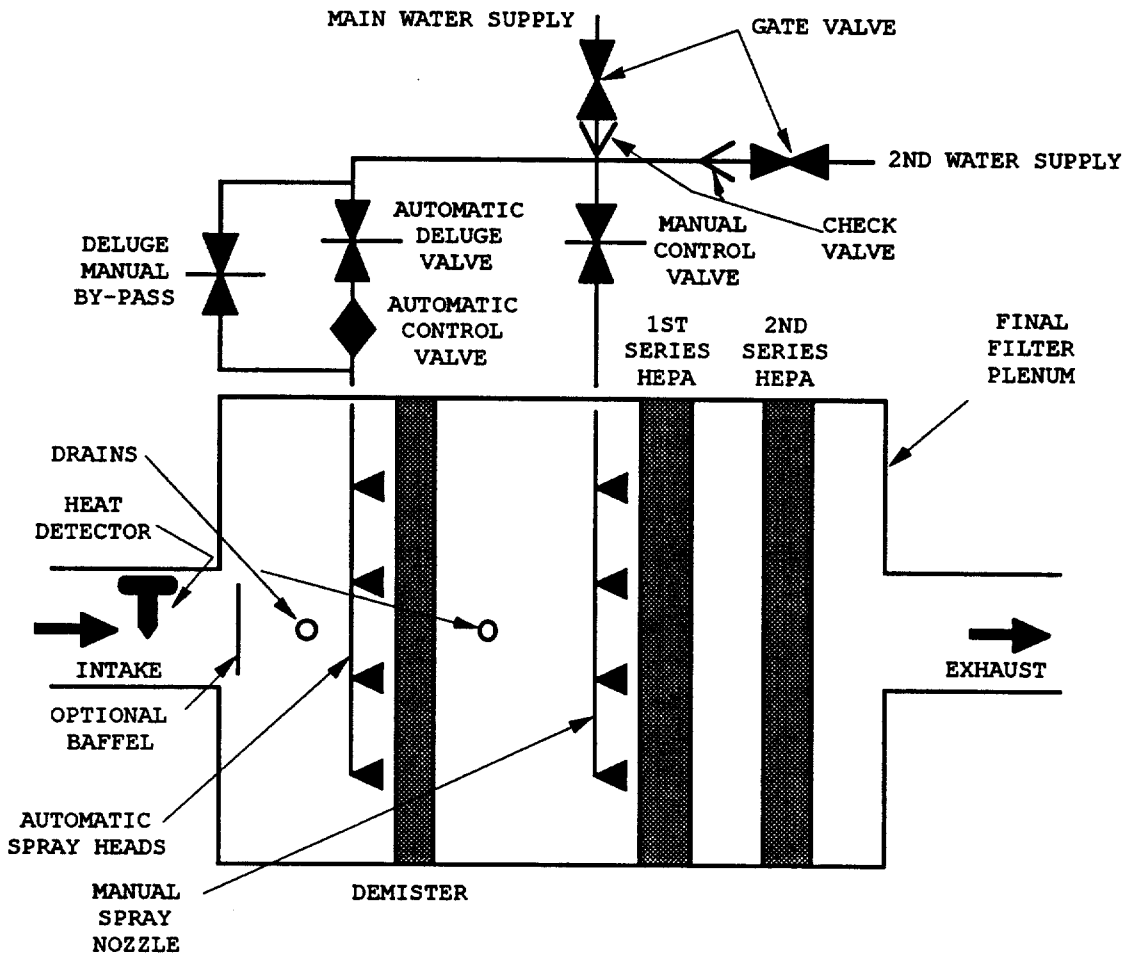 MAIN WATER SUPPLY
GATE VALVE
2ND WATER SUPPLY
AUTOMATIC
DELUGE
VALVE
MANUAL
CONTROL
VALVE
CHECK
VALVE
DELUGE
MANUAL
BY-PASS
AUTOMATIC
CONTROL
VALVE
1ST
SERIES
HEPA
2ND
SERIES
HEPA
FINAL
FILTER
PLENUM
DRAINS
HEAT
DETECTOR
INTAKE
EXHAUST
OPTIONAL
BAFFEL
AUTOMATIC
SPRAY HEADS
DEMISTER
MANUAL
SPRAY
NOZZLE